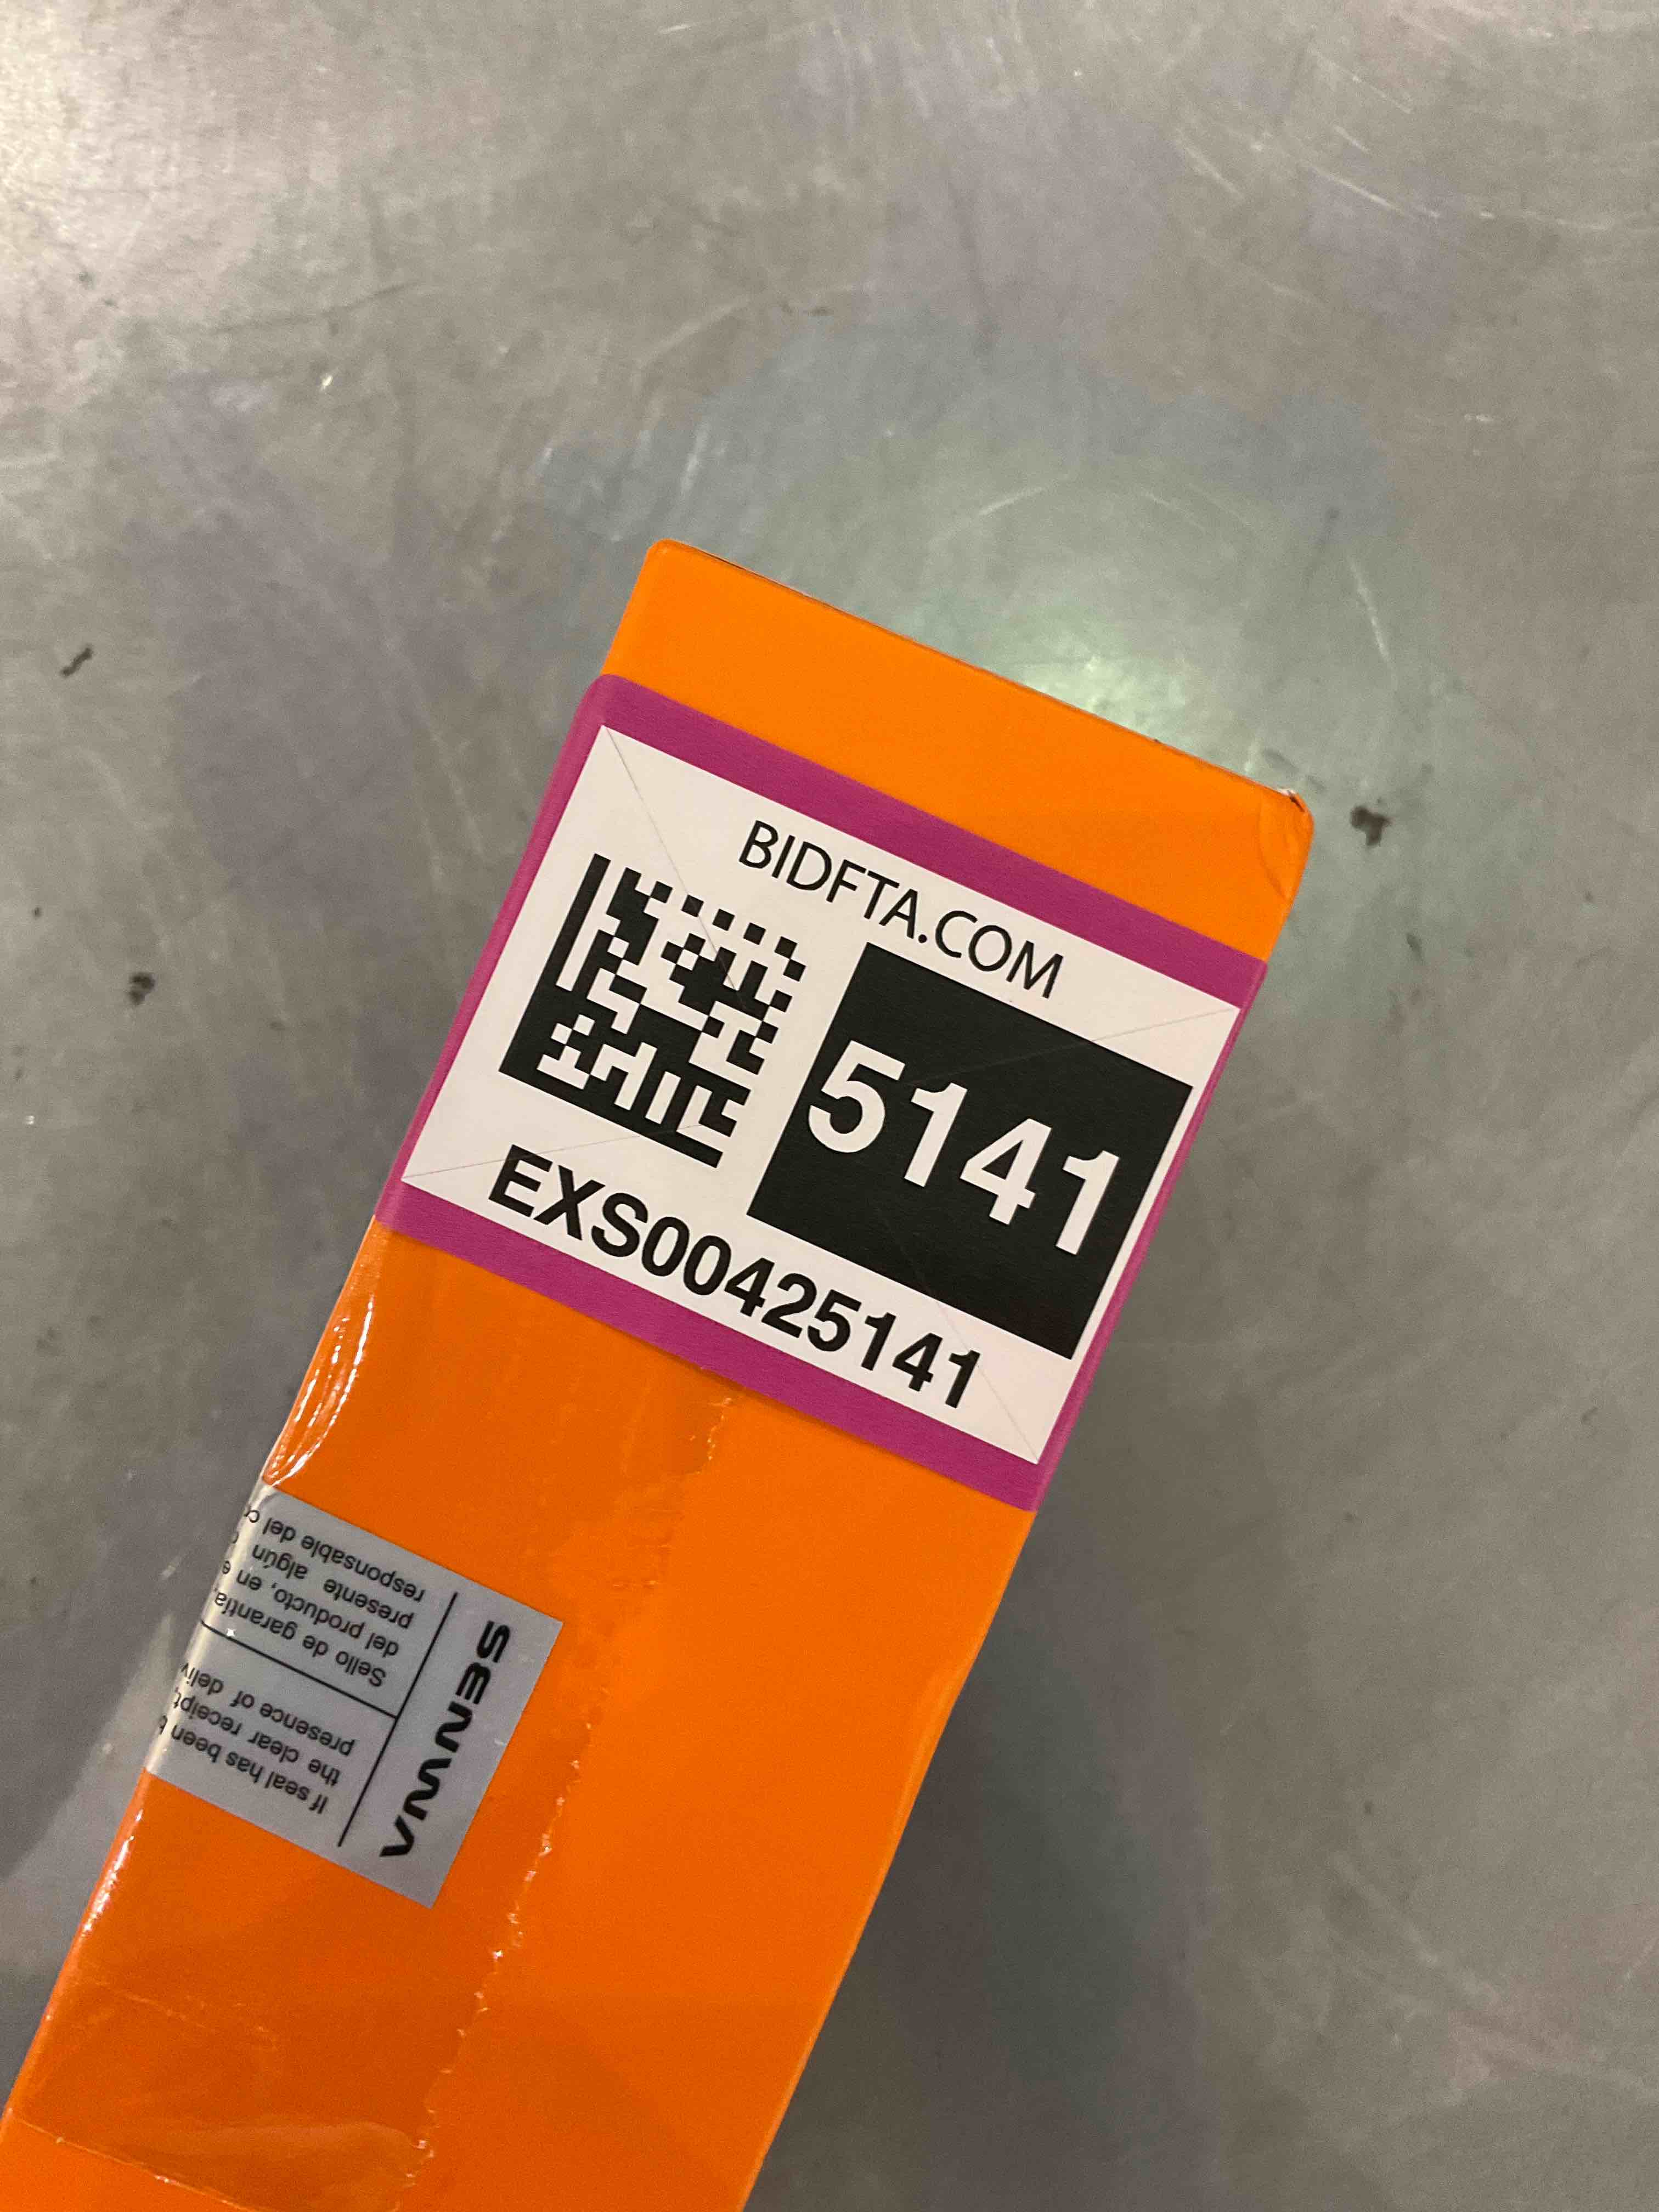 BIDFTA.COM
5141
EXS00425141
SENWA
If seal has been
the clear receipt,
presence of deliv
Sello de garantía,
del producto, en
presente algún
responsable del